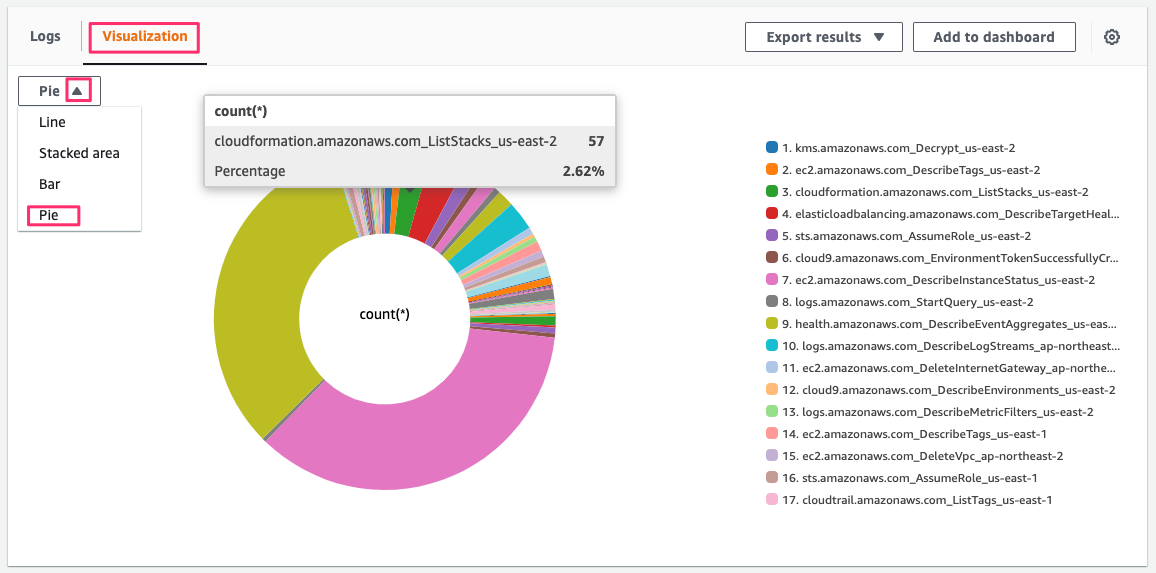 Logs
Visualization
Export results
Add to dashboard
Pie
Line
Stacked area
Bar
Pie
count(*)
cloudformation.amazonaws.com_ListStacks_us-east-2 57
Percentage 2.62%
count(*)
1. kms.amazonaws.com_Decrypt_us-east-2
2. ec2.amazonaws.com_DescribeTags_us-east-2
3. cloudformation.amazonaws.com_ListStacks_us-east-2
4. elasticloadbalancing.amazonaws.com_DescribeTargetHeal...
5. sts.amazonaws.com_AssumeRole_us-east-2
6. cloud9.amazonaws.com_EnvironmentTokenSuccessfullyCr...
7. ec2.amazonaws.com_DescribeInstanceStatus_us-east-2
8. logs.amazonaws.com_StartQuery_us-east-2
9. health.amazonaws.com_DescribeEventAggregates_us-eas...
10. logs.amazonaws.com_DescribeLogStreams_ap-northeast...
11. ec2.amazonaws.com_DeleteInternetGateway_ap-northe...
12. cloud9.amazonaws.com_DescribeEnvironments_us-east-2
13. logs.amazonaws.com_DescribeMetricFilters_us-east-2
14. ec2.amazonaws.com_DescribeTags_us-east-1
15. ec2.amazonaws.com_DeleteVpc_ap-northeast-2
16. sts.amazonaws.com_AssumeRole_us-east-1
17. cloudtrail.amazonaws.com_ListTags_us-east-1